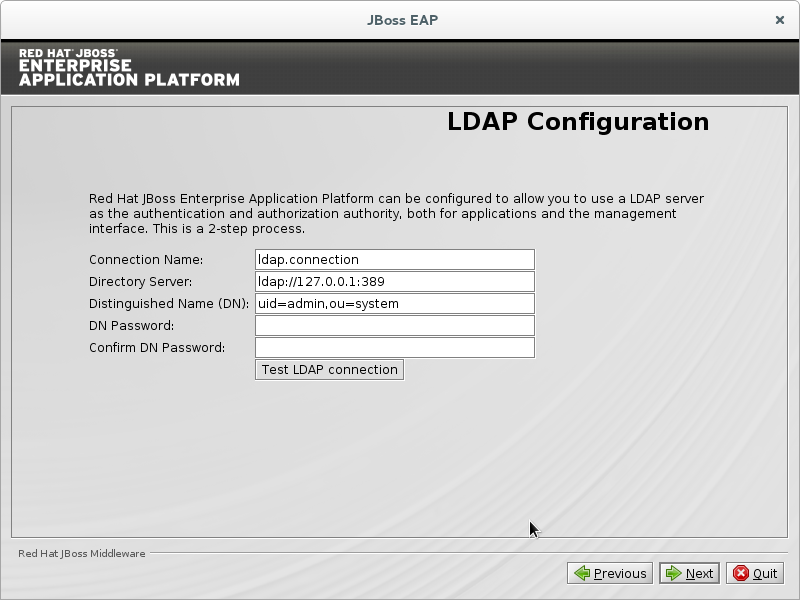 JBoss EAP
RED HAT® JBOSS®
ENTERPRISE
APPLICATION PLATFORM
LDAP Configuration
Red Hat JBoss Enterprise Application Platform can be configured to allow you to use a LDAP server
as the authentication and authorization authority, both for applications and the management
interface. This is a 2-step process.
Connection Name: ldap.connection
Directory Server: ldap://127.0.0.1:389
Distinguished Name (DN): uid=admin,ou=system
DN Password:
Confirm DN Password:
Test LDAP connection
Red Hat JBoss Middleware
Previous Next Quit